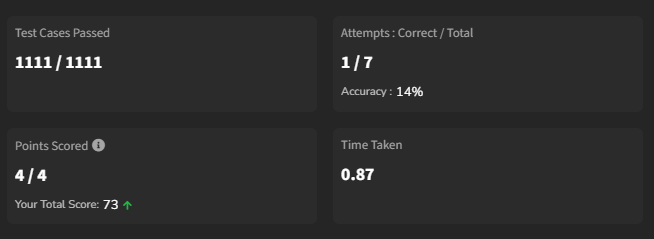 Test Cases Passed
1111 / 1111
Attempts : Correct / Total
1 / 7
Accuracy : 14%
Points Scored
4 / 4
Your Total Score: 73
Time Taken
0.87